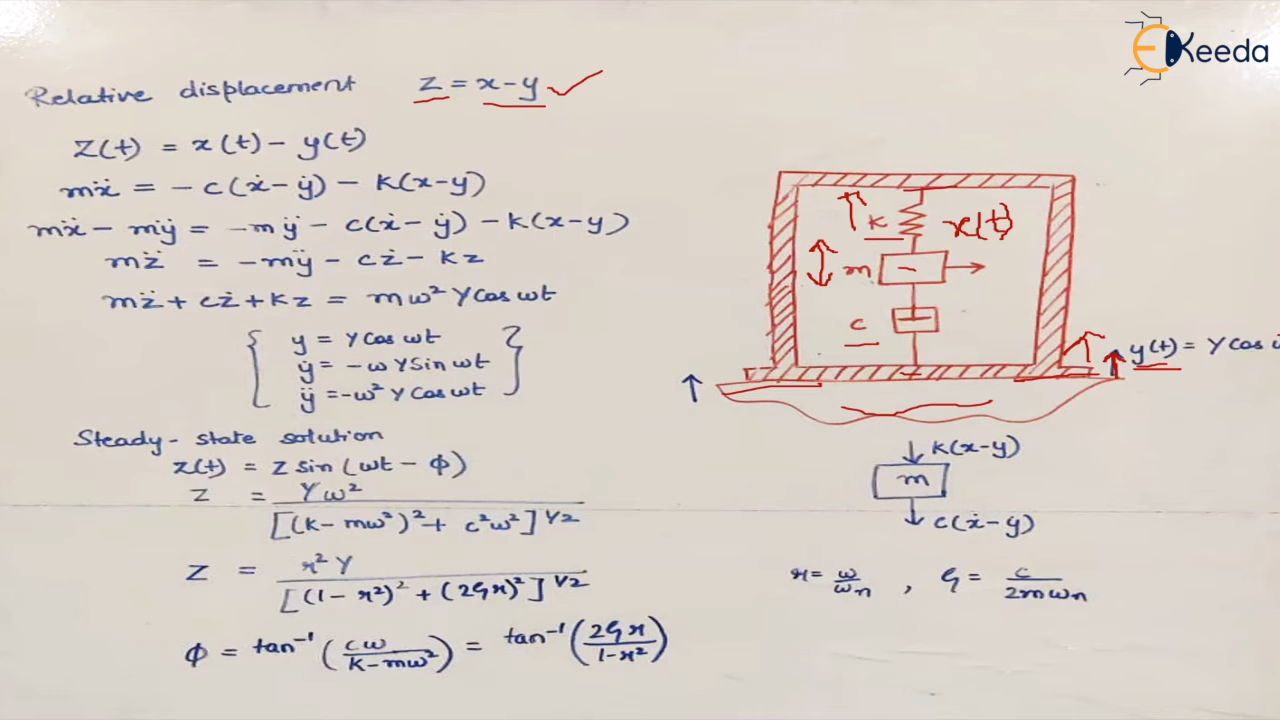 EKeeda
Relative displacement z = x-y ✓
Z(t) = x(t) - y(t)
mẍ = -c(ẋ-ẏ) - K(x-y)
mẍ - mÿ = -mÿ - c(ẋ-ẏ) - K(x-y)
mz̈ = -mÿ - cż - Kz
mz̈ + cż + Kz = mω² Y Cos ωt
{ y = Y Cos ωt
ẏ = -ω Y Sin ωt
ÿ = -ω² Y Cos ωt }
Steady-state solution
z(t) = Z sin (ωt - φ)
Z = Yω² / [(K - mω²)² + c²ω²]^1/2
Z = r² Y / [(1 - r²)² + (2ζr)²]^1/2
φ = tan⁻¹ (cω / K-mω²) = tan⁻¹ (2ζr / 1-r²)
K x(t)
m
c
y(t) = Y Cos
K(x-y)
m
c(ẋ-y)
r = ω/ωn , ζ = c / 2mωn